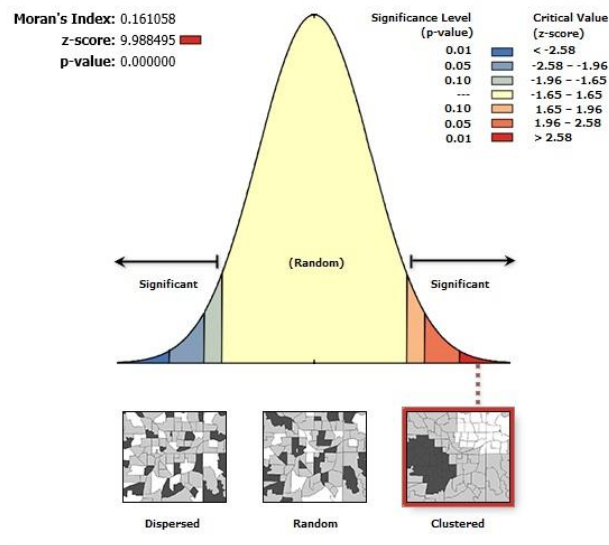 Moran's Index: 0.161058
z-score: 9.988495
p-value: 0.000000
Significance Level
(p-value)
Critical Value
(z-score)
0.01 < -2.58
0.05 -2.58 – -1.96
0.10 -1.96 – -1.65
--- -1.65 – 1.65
0.10 1.65 – 1.96
0.05 1.96 – 2.58
0.01 > 2.58
(Random)
Significant
Significant
Dispersed
Random
Clustered